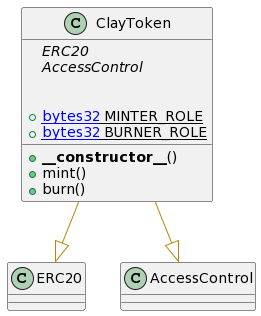 C ClayToken
ERC20
AccessControl
bytes32 MINTER_ROLE
bytes32 BURNER_ROLE
__constructor__()
mint()
burn()
C ERC20
C AccessControl